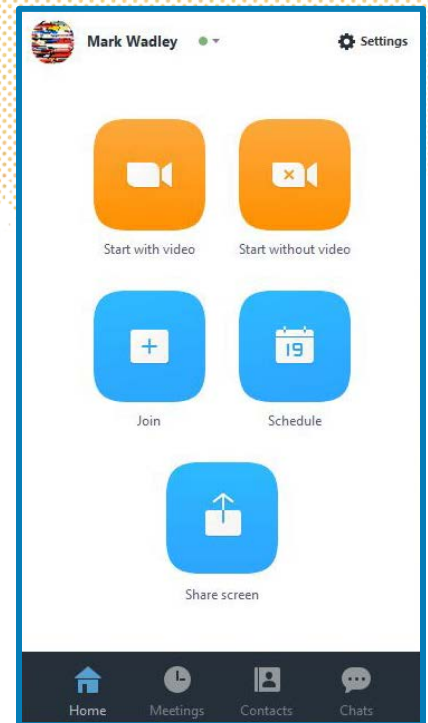 Mark Wadley
Settings
Start with video Start without video
19
Join Schedule
Share screen
Home Meetings Contacts Chats